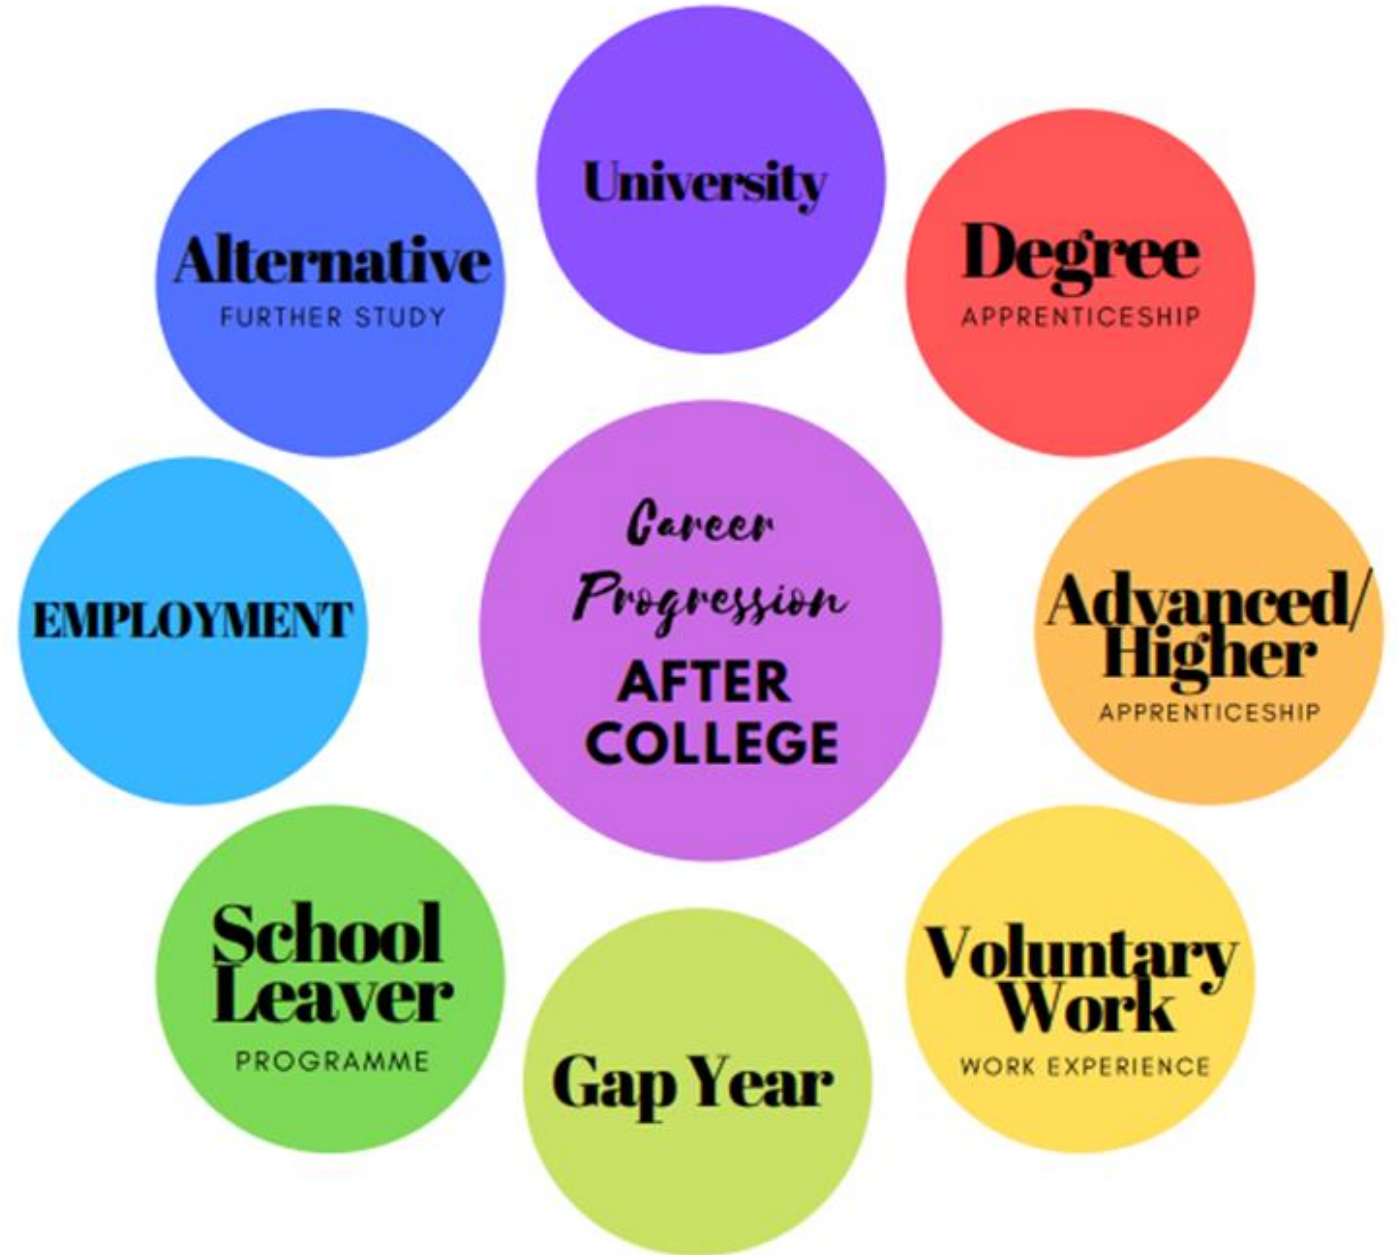 University
Alternative
FURTHER STUDY
Degree
APPRENTICESHIP
Career
Progression
AFTER
COLLEGE
EMPLOYMENT
Advanced/
Higher
APPRENTICESHIP
School
Leaver
PROGRAMME
Voluntary
Work
WORK EXPERIENCE
Gap Year